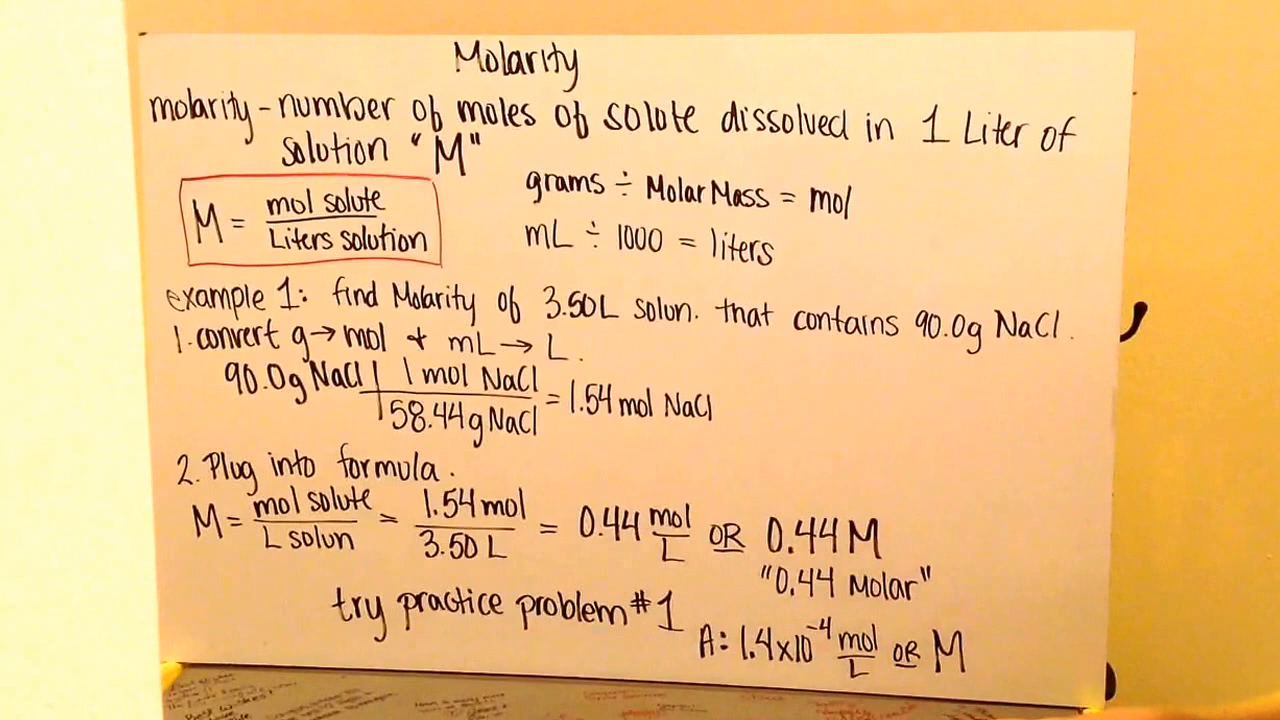 Molarity
molarity - number of moles of solute dissolved in 1 Liter of
solution "M"
M = mol solute / Liters solution
grams ÷ Molar Mass = mol
mL ÷ 1000 = liters
example 1: find Molarity of 3.50L solun. that contains 90.0g NaCl.
1. convert g → mol + mL → L.
90.0g NaCl | 1 mol NaCl / 58.44g NaCl = 1.54 mol NaCl
2. Plug into formula.
M = mol solute / L solun = 1.54 mol / 3.50 L = 0.44 mol/L OR 0.44 M
"0.44 Molar"
try practice problem #1
A: 1.4x10⁻⁴ mol/L OR M